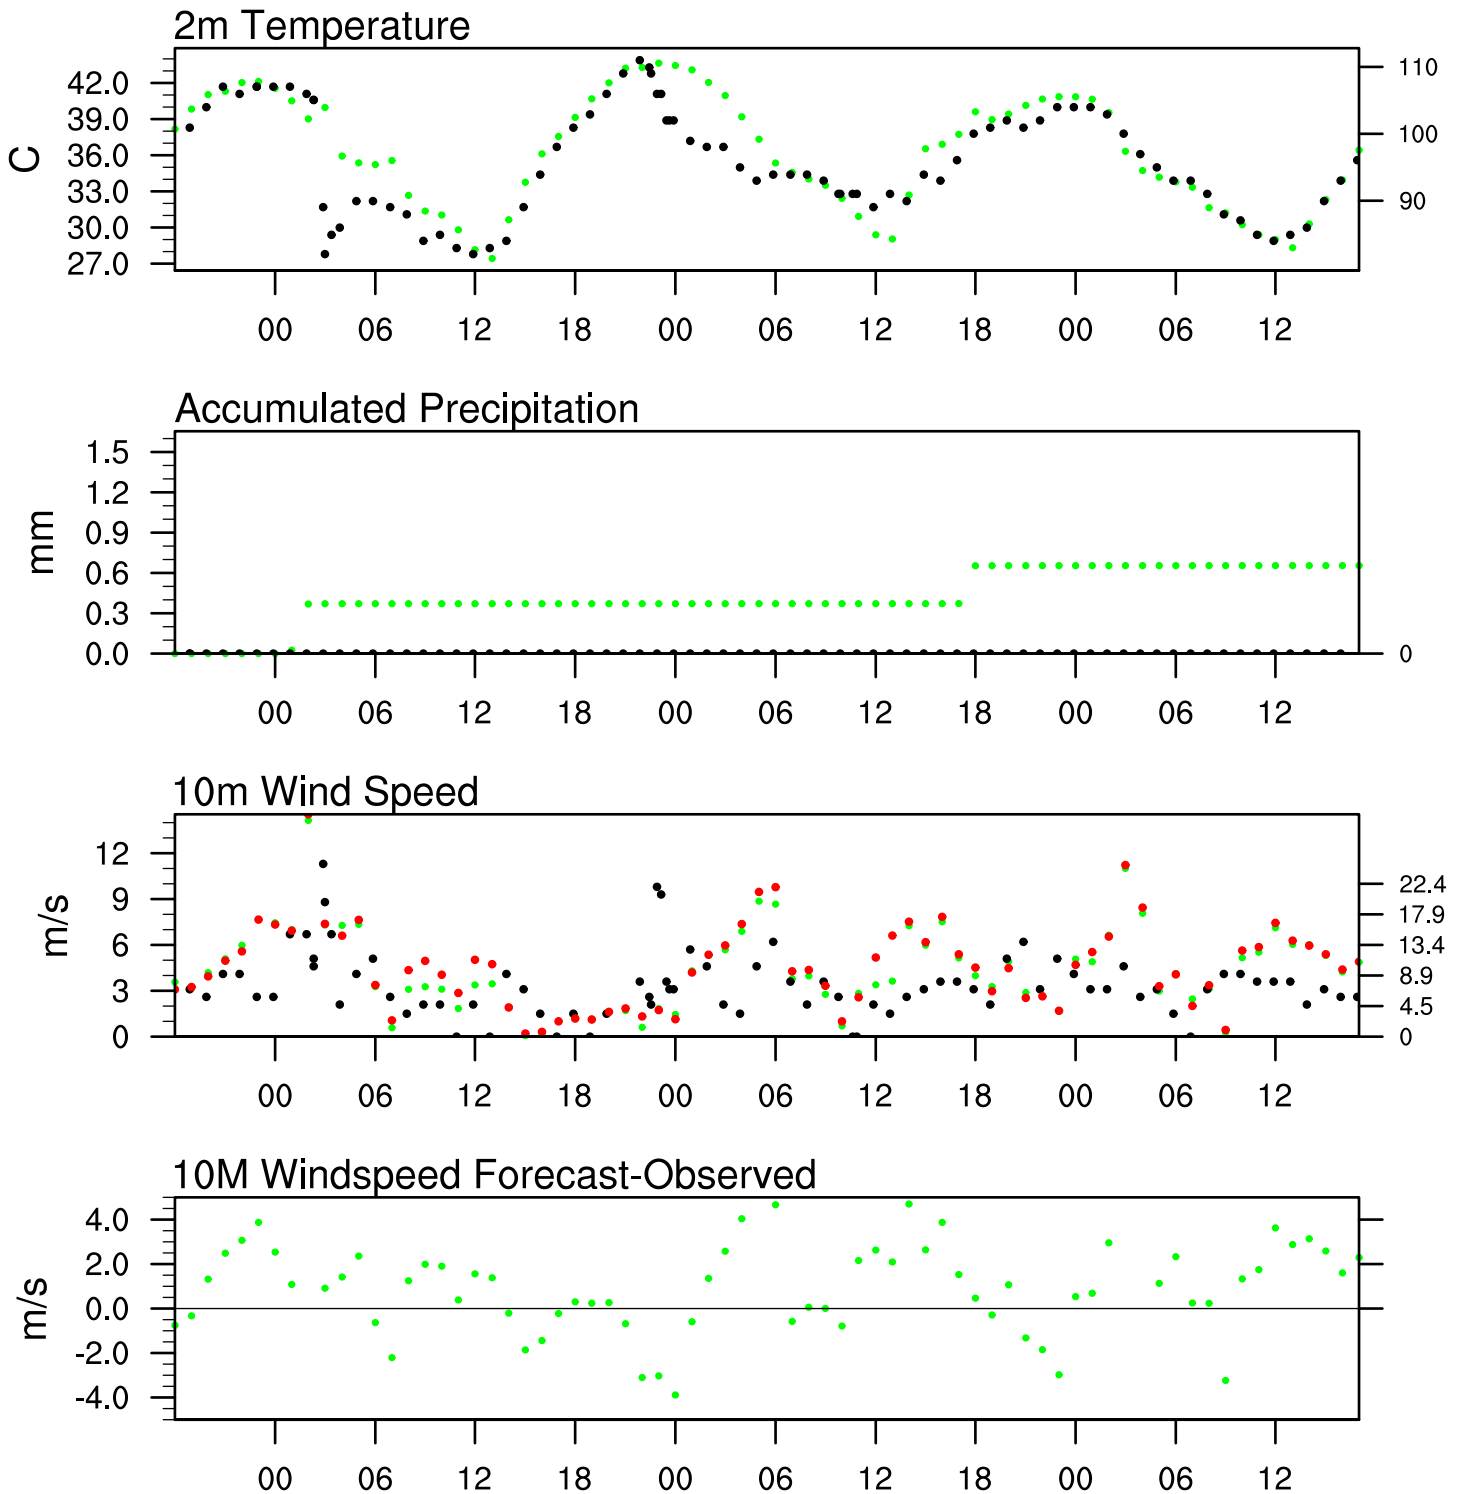 2m Temperature
C
42.0
39.0
36.0
33.0
30.0
27.0
110
100
90
00 06 12 18 00 06 12 18 00 06 12
Accumulated Precipitation
mm
1.5
1.2
0.9
0.6
0.3
0.0
0
00 06 12 18 00 06 12 18 00 06 12
10m Wind Speed
m/s
12
9
6
3
0
22.4
17.9
13.4
8.9
4.5
0
00 06 12 18 00 06 12 18 00 06 12
10M Windspeed Forecast-Observed
m/s
4.0
2.0
0.0
-2.0
-4.0
00 06 12 18 00 06 12 18 00 06 12